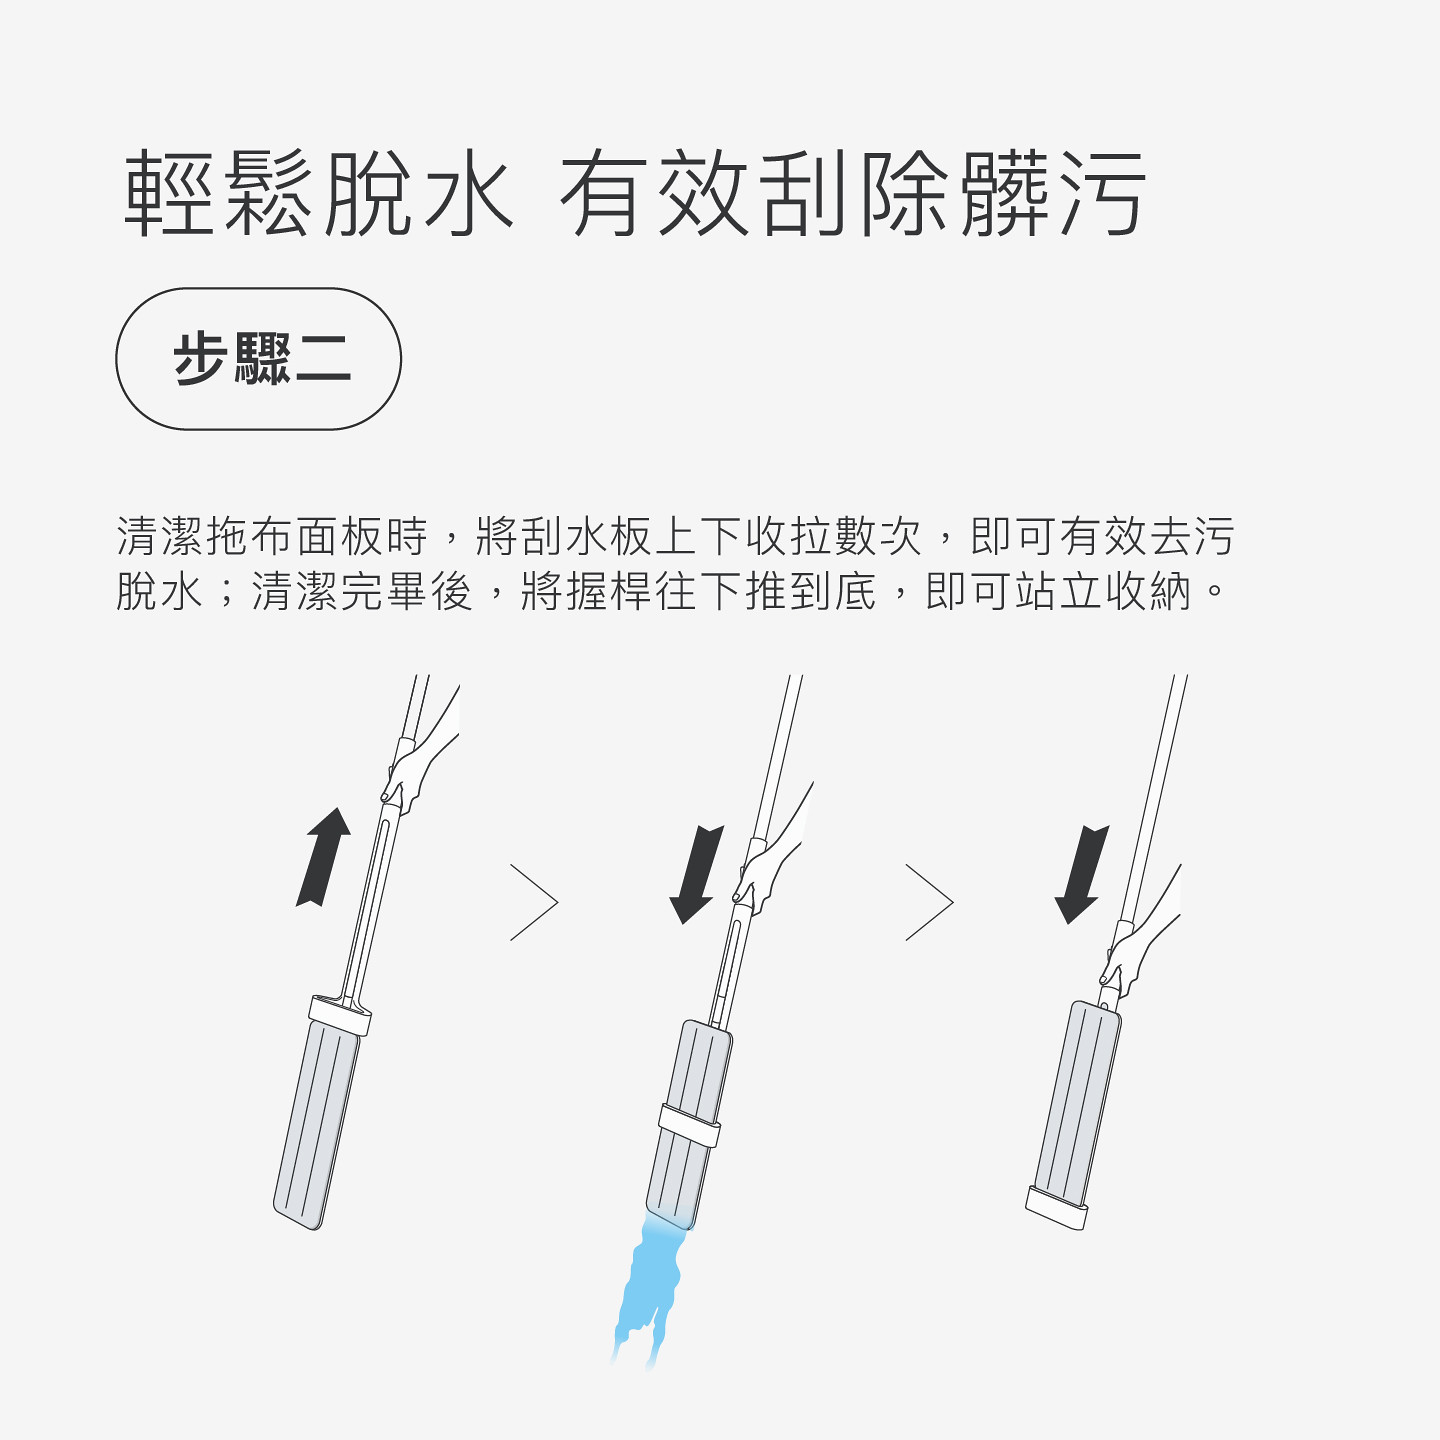 輕鬆脫水 有效刮除髒污
步驟二
清潔拖布面板時，將刮水板上下收拉數次，即可有效去污
脫水；清潔完畢後，將握桿往下推到底，即可站立收納。